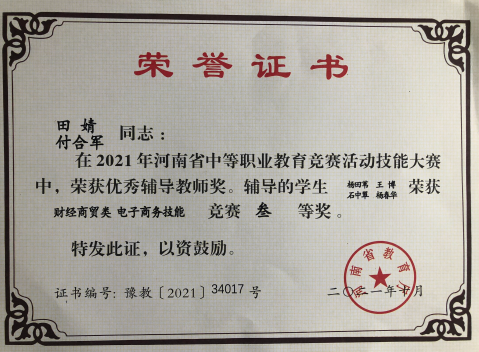 荣誉证书
田婧
付合军 同志：
在2021年河南省中等职业教育竞赛活动技能大赛
中，荣获优秀辅导教师奖。辅导的学生 杨田苇 王博 石中军 杨春华 荣获
财经商贸类 电子商务技能 竞赛 叁 等奖。
特发此证，以资鼓励。
河南省教育厅
证书编号：豫教〔2021〕34017号
二〇二一年十月